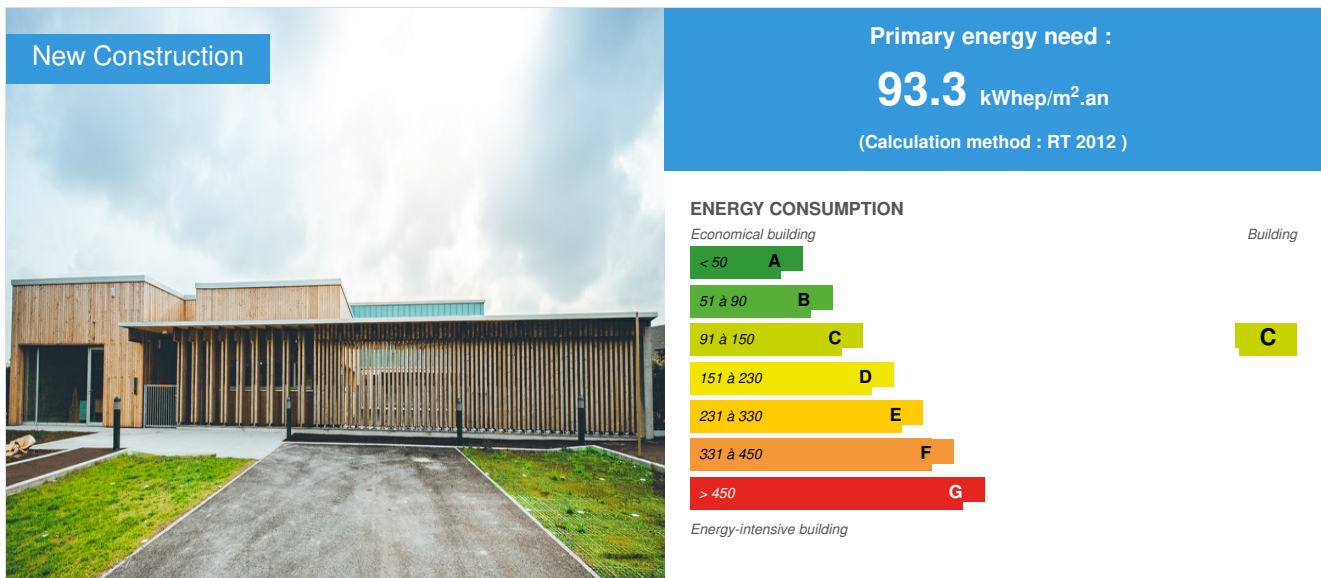 New Construction
Primary energy need :
93.3 kWhep/m².an
(Calculation method : RT 2012 )
ENERGY CONSUMPTION
Economical building
Building
< 50 A
51 à 90 B
91 à 150 C
C
151 à 230 D
231 à 330 E
331 à 450 F
> 450 G
Energy-intensive building